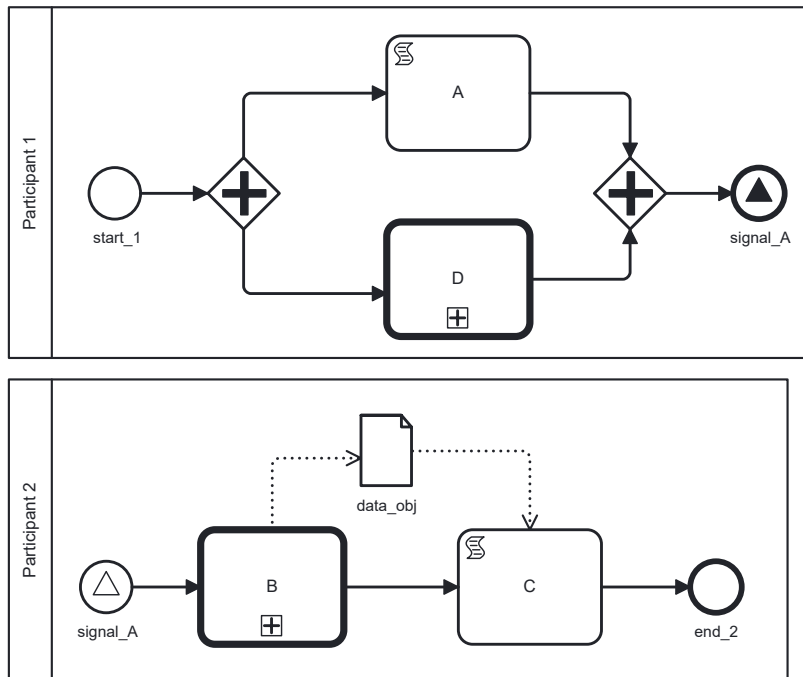 Participant 1
A
start_1
D
signal_A
Participant 2
data_obj
B
C
signal_A
end_2